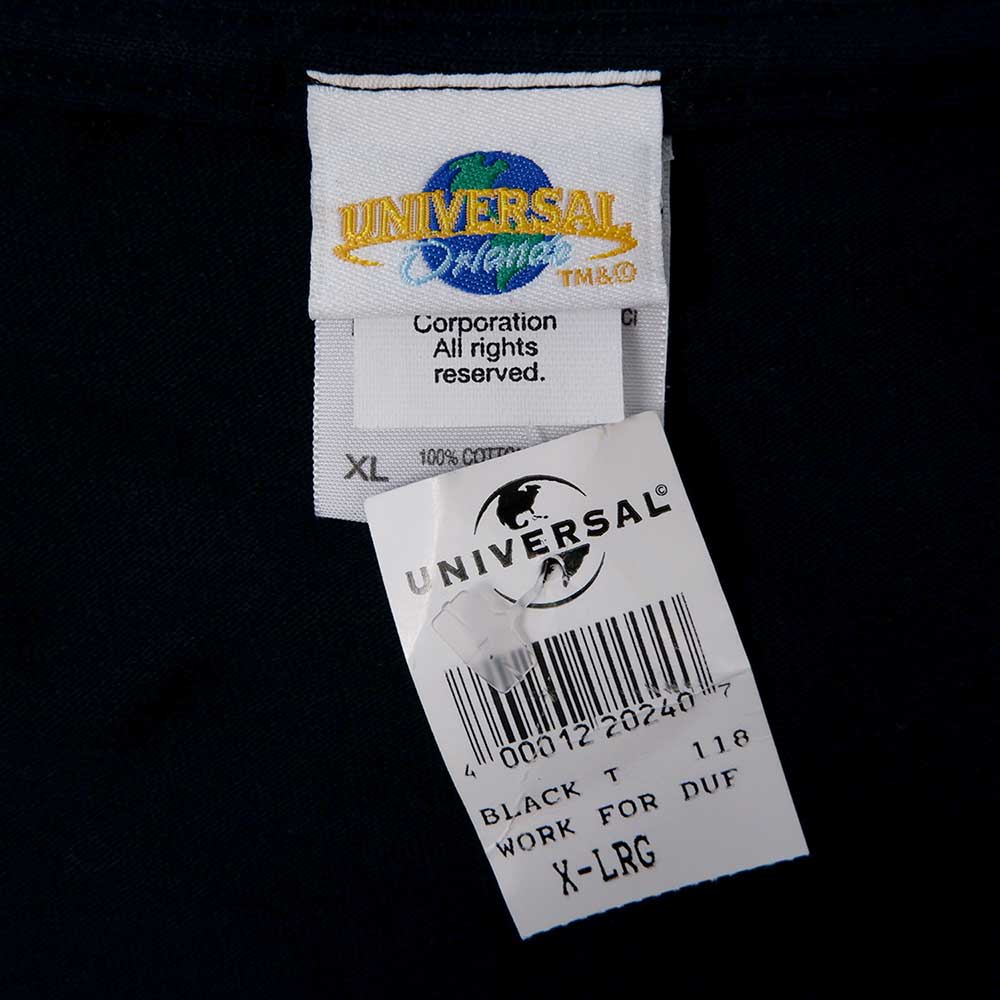 UNIVERSAL
Orlando
TM&©
Corporation
All rights
reserved.
XL 100%
UNIVERSAL©
4 00012 20240 7
BLACK T 118
WORK FOR DUF
X-LRG